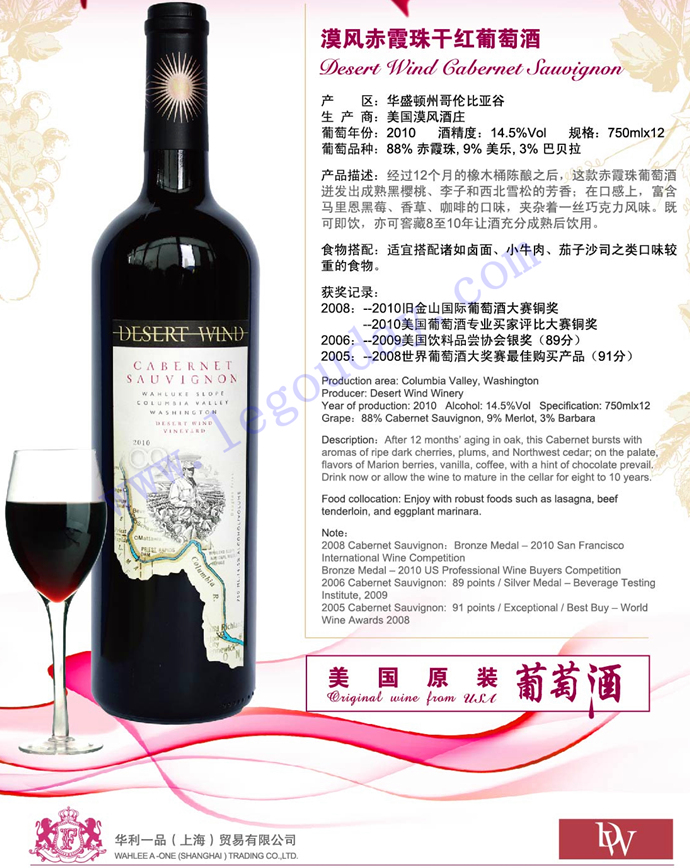 漠风赤霞珠干红葡萄酒
Desert Wind Cabernet Sauvignon
产　　区：华盛顿州哥伦比亚谷
生 产 商：美国漠风酒庄
葡萄年份：2010　酒精度：14.5%Vol　规格：750mlx12
葡萄品种：88% 赤霞珠, 9% 美乐, 3% 巴贝拉
产品描述：经过12个月的橡木桶陈酿之后，这款赤霞珠葡萄酒
迸发出成熟黑樱桃、李子和西北雪松的芳香；在口感上，富含
马里恩黑莓、香草、咖啡的口味，夹杂着一丝巧克力风味。既
可即饮，亦可窖藏8至10年让酒充分成熟后饮用。
食物搭配：适宜搭配诸如卤面、小牛肉、茄子沙司之类口味较
重的食物。
获奖记录：
2008：--2010旧金山国际葡萄酒大赛铜奖
--2010美国葡萄酒专业买家评比大赛铜奖
2006：--2009美国饮料品尝协会银奖（89分）
2005：--2008世界葡萄酒大奖赛最佳购买产品（91分）
Production area: Columbia Valley, Washington
Producer: Desert Wind Winery
Year of production: 2010 Alcohol: 14.5%Vol Specification: 750mlx12
Grape：88% Cabernet Sauvignon, 9% Merlot, 3% Barbara
Description：After 12 months' aging in oak, this Cabernet bursts with
aromas of ripe dark cherries, plums, and Northwest cedar; on the palate,
flavors of Marion berries, vanilla, coffee, with a hint of chocolate prevail.
Drink now or allow the wine to mature in the cellar for eight to 10 years.
Food collocation: Enjoy with robust foods such as lasagna, beef
tenderloin, and eggplant marinara.
Note：
2008 Cabernet Sauvignon：Bronze Medal – 2010 San Francisco
International Wine Competition
Bronze Medal – 2010 US Professional Wine Buyers Competition
2006 Cabernet Sauvignon: 89 points / Silver Medal – Beverage Testing
Institute, 2009
2005 Cabernet Sauvignon: 91 points / Exceptional / Best Buy – World
Wine Awards 2008
美国原装葡萄酒
Original wine from USA
DESERT WIND
CABERNET
SAUVIGNON
WAHLUKE SLOPE
COLUMBIA VALLEY
WASHINGTON
DESERT WIND
VINEYARD
2010
Columbia R.
www.legouday.com
F
华利一品（上海）贸易有限公司
WAHLEE A -ONE (SHANGHAI ) TRADING CO.,LTD.
DW